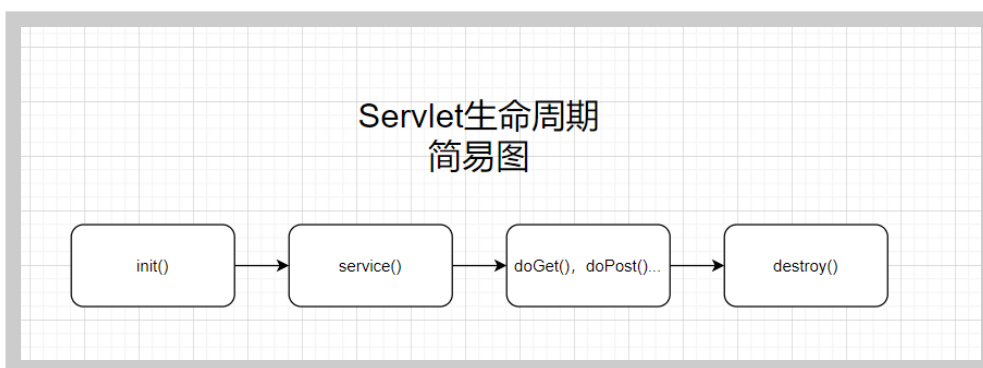 Servlet生命周期
简易图
init()
service()
doGet()，doPost()...
destroy()